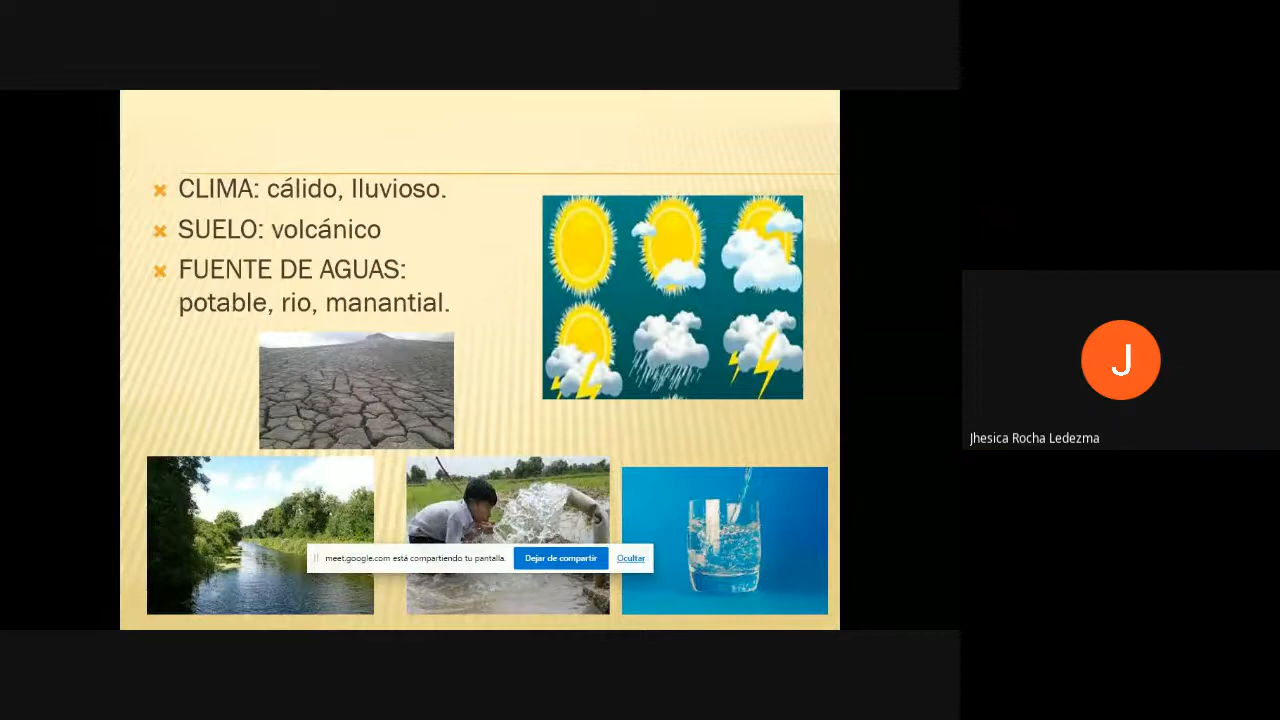 CLIMA: cálido, lluvioso.
SUELO: volcánico
FUENTE DE AGUAS:
potable, rio, manantial.
meet.google.com está compartiendo tu pantalla.
Dejar de compartir
Ocultar
J
Jhesica Rocha Ledezma